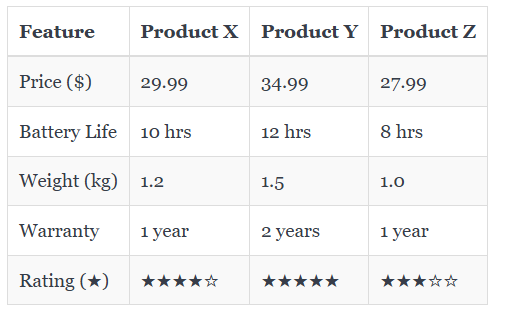 Feature Product X Product Y Product Z
Price ($) 29.99 34.99 27.99
Battery Life 10 hrs 12 hrs 8 hrs
Weight (kg) 1.2 1.5 1.0
Warranty 1 year 2 years 1 year
Rating (★) ★★★★☆ ★★★★★ ★★★☆☆